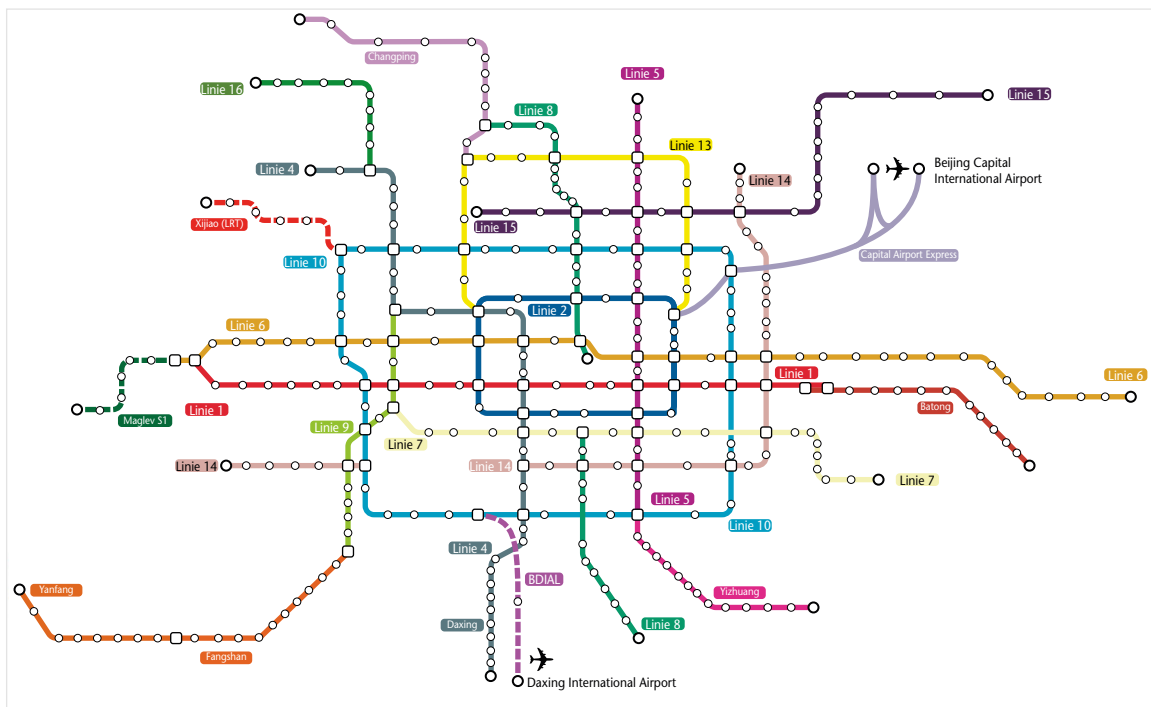 Changping
Linie 5
Linie 16
Linie 8
Linie 15
Linie 13
Linie 4
Linie 14
Beijing Capital
International Airport
Xijiao (LRT)
Linie 15
Linie 10
Capital Airport Express
Linie 2
Linie 6
Linie 1
Linie 6
Linie 1
Batong
Maglev S1
Linie 9
Linie 7
Linie 14
Linie 14
Linie 7
Linie 5
Linie 10
Linie 4
BDIAL
Yanfang
Yizhuang
Daxing
Linie 8
Fangshan
Daxing International Airport